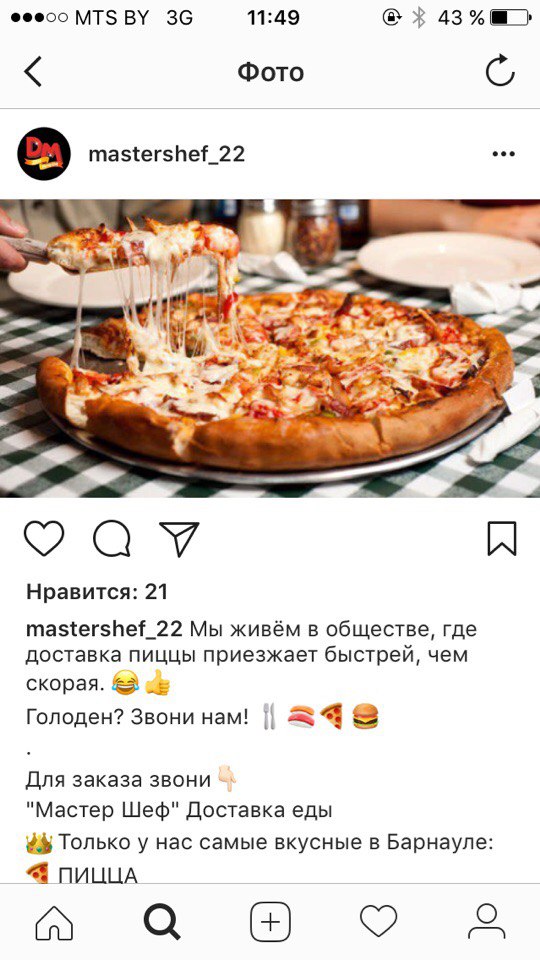 MTS BY 3G 11:49 43 %
Фото
DM
mastershef_22
Нравится: 21
mastershef_22 Мы живём в обществе, где
доставка пиццы приезжает быстрей, чем
скорая. 😂👍
Голоден? Звони нам! 🍴🍣🍕🍔
.
Для заказа звони👇🏻
"Мастер Шеф" Доставка еды
👑Только у нас самые вкусные в Барнауле:
🍕 ПИЦЦА